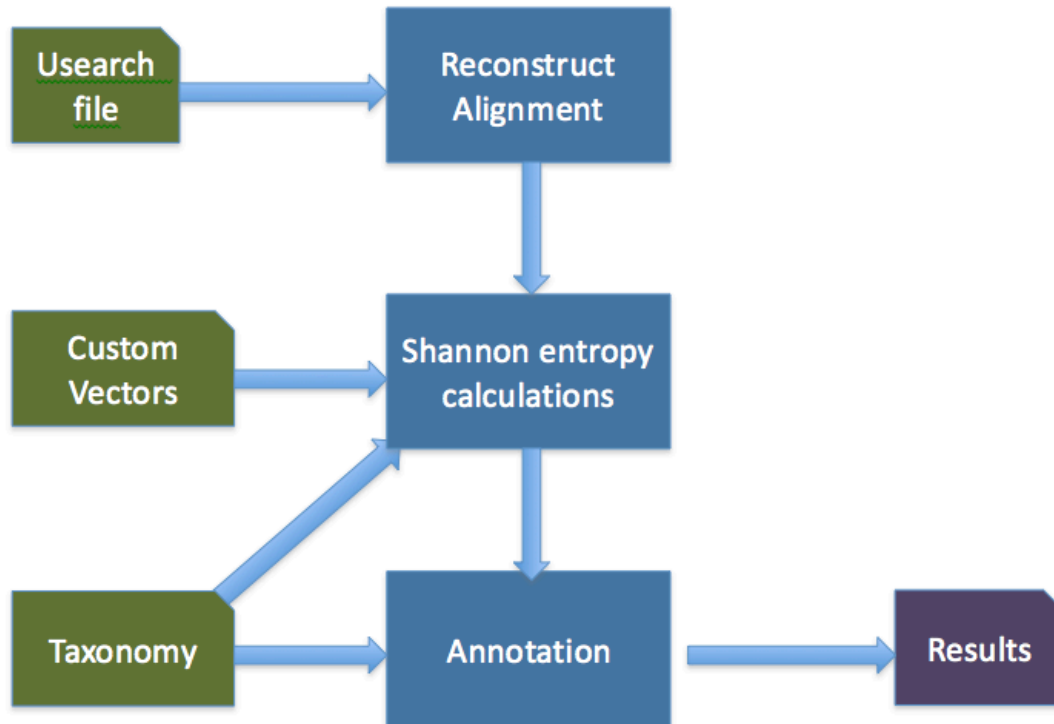 Usearch
file
Reconstruct
Alignment
Custom
Vectors
Shannon entropy
calculations
Taxonomy
Annotation
Results